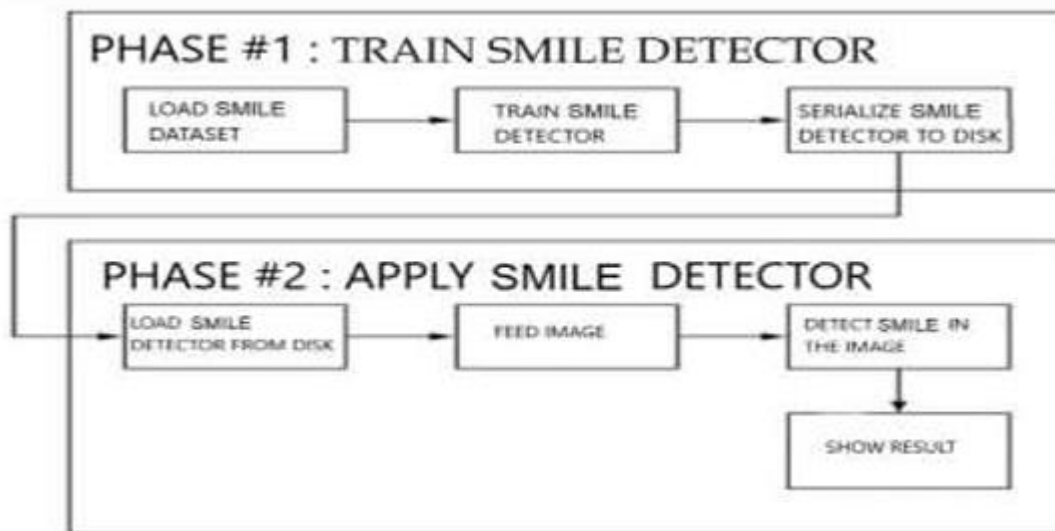 PHASE #1 : TRAIN SMILE DETECTOR
LOAD SMILE
DATASET
TRAIN SMILE
DETECTOR
SERIALIZE SMILE
DETECTOR TO DISK
PHASE #2 : APPLY SMILE DETECTOR
LOAD SMILE
DETECTOR FROM DISK
FEED IMAGE
DETECT SMILE IN
THE IMAGE
SHOW RESULT